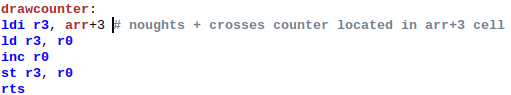 drawcounter:
ldi r3, arr+3 # noughts + crosses counter located in arr+3 cell
ld r3, r0
inc r0
st r3, r0
rts